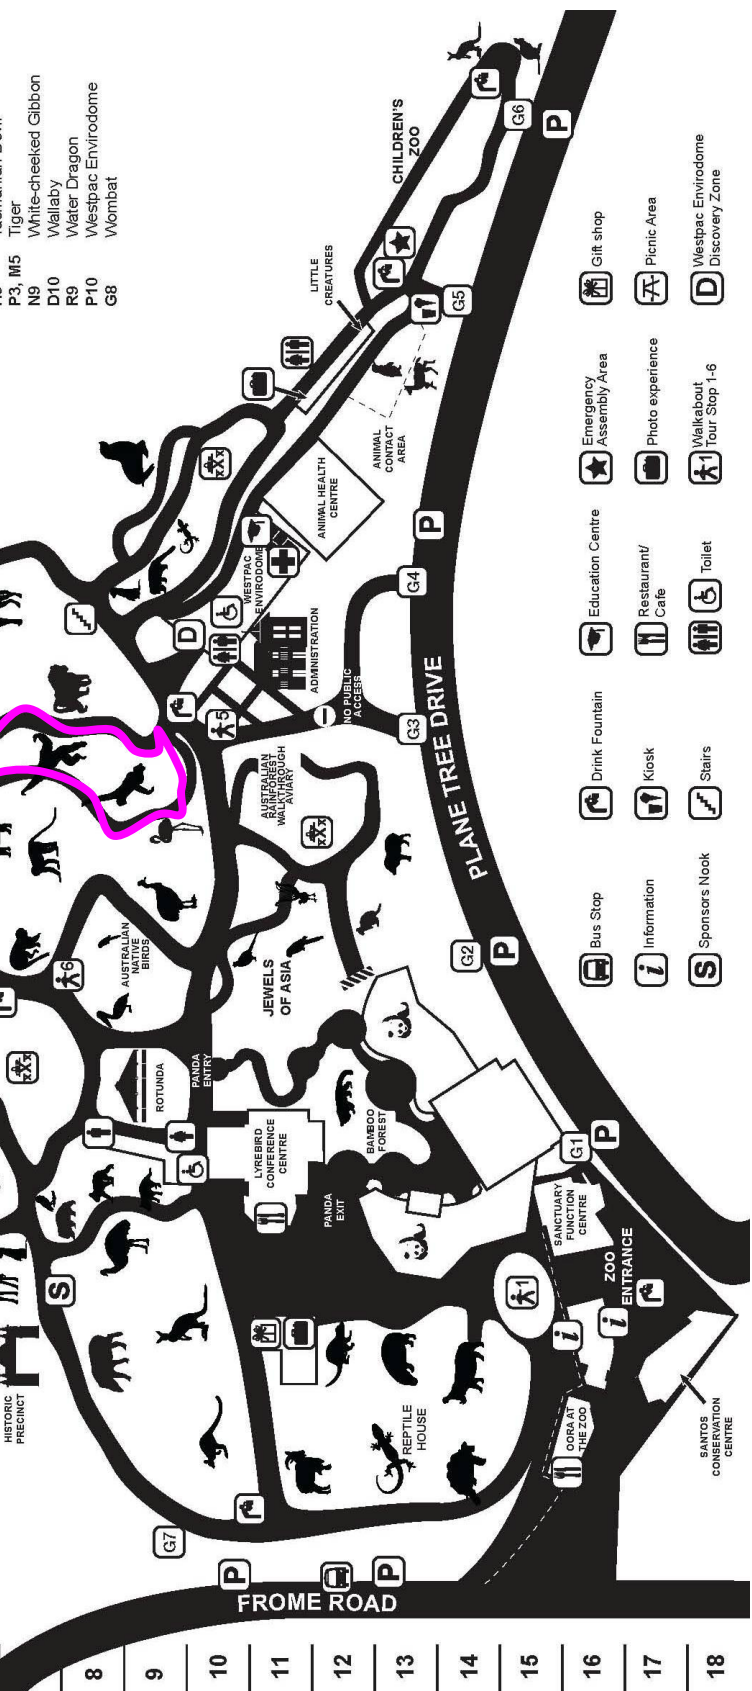 P3, M5 Tiger
N9 White-cheeked Gibbon
D10 Wallaby
R9 Water Dragon
P10 Westpac Envirodome
G8 Wombat
CHILDREN'S
ZOO
G6
P
LITTLE
CREATURES
G5
ANIMAL
CONTACT
AREA
ANIMAL HEALTH
CENTRE
P
G4
WESTPAC
ENVIRODOME
D
ADMINISTRATION
NO PUBLIC
ACCESS
G3
5
AUSTRALIAN
RAINFOREST
WALKTHROUGH
AVIARY
PLANE TREE DRIVE
G2
P
JEWELS
OF ASIA
AUSTRALIAN
NATIVE
BIRDS
6
ROTUNDA
PANDA
ENTRY
LYREBIRD
CONFERENCE
CENTRE
BAMBOO
FOREST
PANDA
EXIT
G1
P
SANCTUARY
FUNCTION
CENTRE
ZOO
ENTRANCE
1
i
i
S
HISTORIC
PRECINCT
REPTILE
HOUSE
OORA AT
THE ZOO
SANTOS
CONSERVATION
CENTRE
G7
P
P
FROME ROAD
8
9
10
11
12
13
14
15
16
17
18
Bus Stop
i Information
S Sponsors Nook
Drink Fountain
Kiosk
Stairs
Education Centre
Restaurant/
Cafe
Toilet
Emergency
Assembly Area
Photo experience
1 Walkabout
Tour Stop 1-6
Gift shop
Picnic Area
D Westpac Envirodome
Discovery Zone